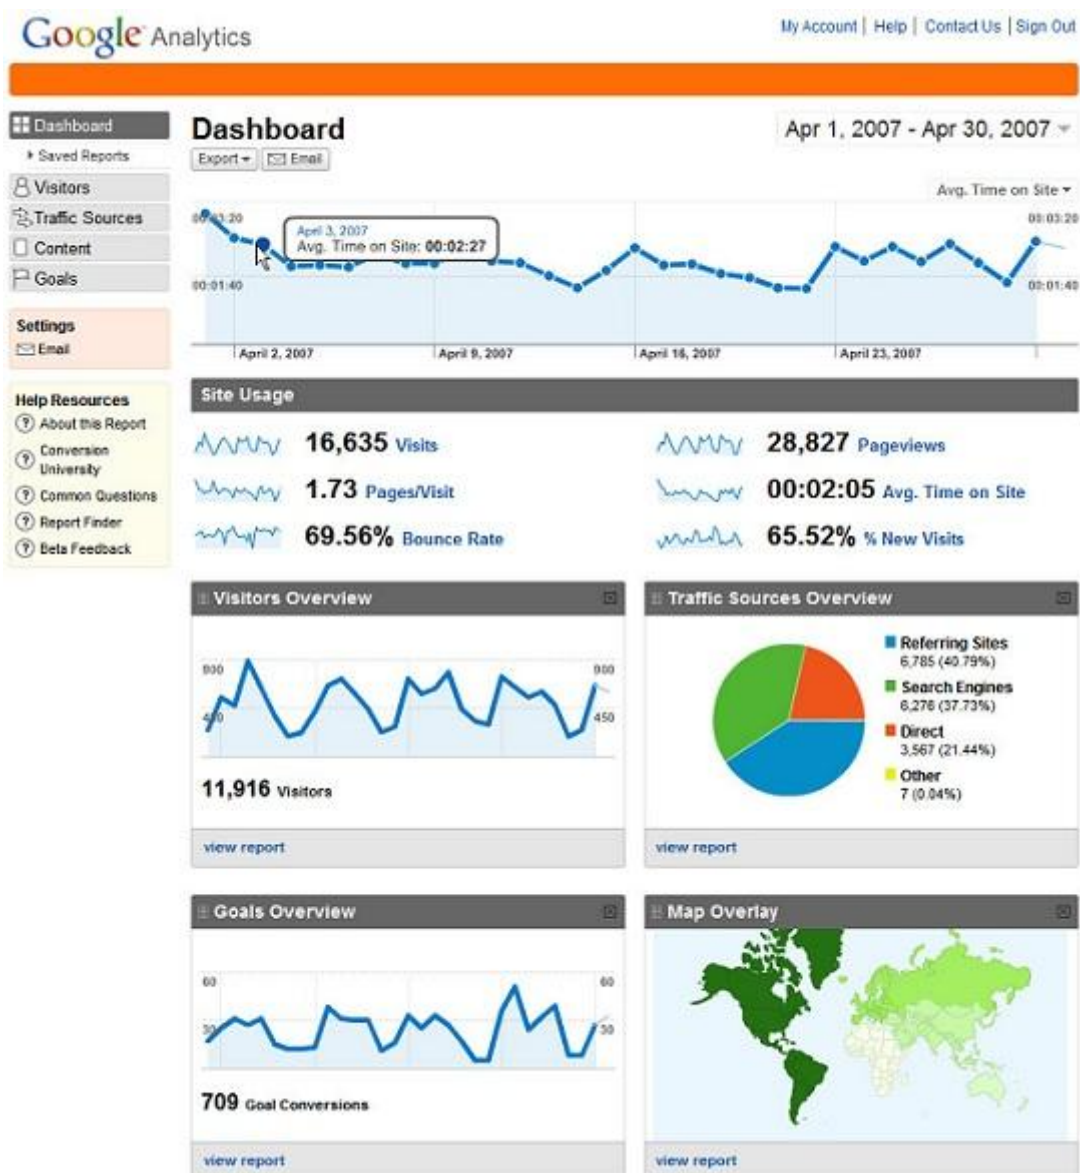 Google Analytics
My Account | Help | Contact Us | Sign Out
Dashboard
Saved Reports
Visitors
Traffic Sources
Content
Goals
Settings
Email
Help Resources
About this Report
Conversion
University
Common Questions
Report Finder
Beta Feedback
Dashboard
Apr 1, 2007 - Apr 30, 2007
Export
Email
Avg. Time on Site
00:03:20
April 3, 2007
Avg. Time on Site: 00:02:27
00:03:20
00:01:40
00:01:40
April 2, 2007
April 9, 2007
April 16, 2007
April 23, 2007
Site Usage
16,635 Visits
28,827 Pageviews
1.73 Pages/Visit
00:02:05 Avg. Time on Site
69.56% Bounce Rate
65.52% % New Visits
Visitors Overview
900
900
450
450
11,916 Visitors
view report
Traffic Sources Overview
Referring Sites
6,785 (40.79%)
Search Engines
6,276 (37.73%)
Direct
3,567 (21.44%)
Other
7 (0.04%)
view report
Goals Overview
60
60
30
30
709 Goal Conversions
view report
Map Overlay
view report